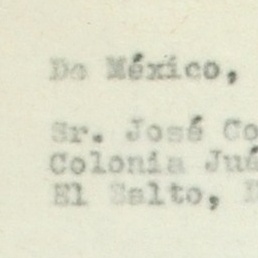 De México,
Sr. José Co
Colonia Juá
El Salto,